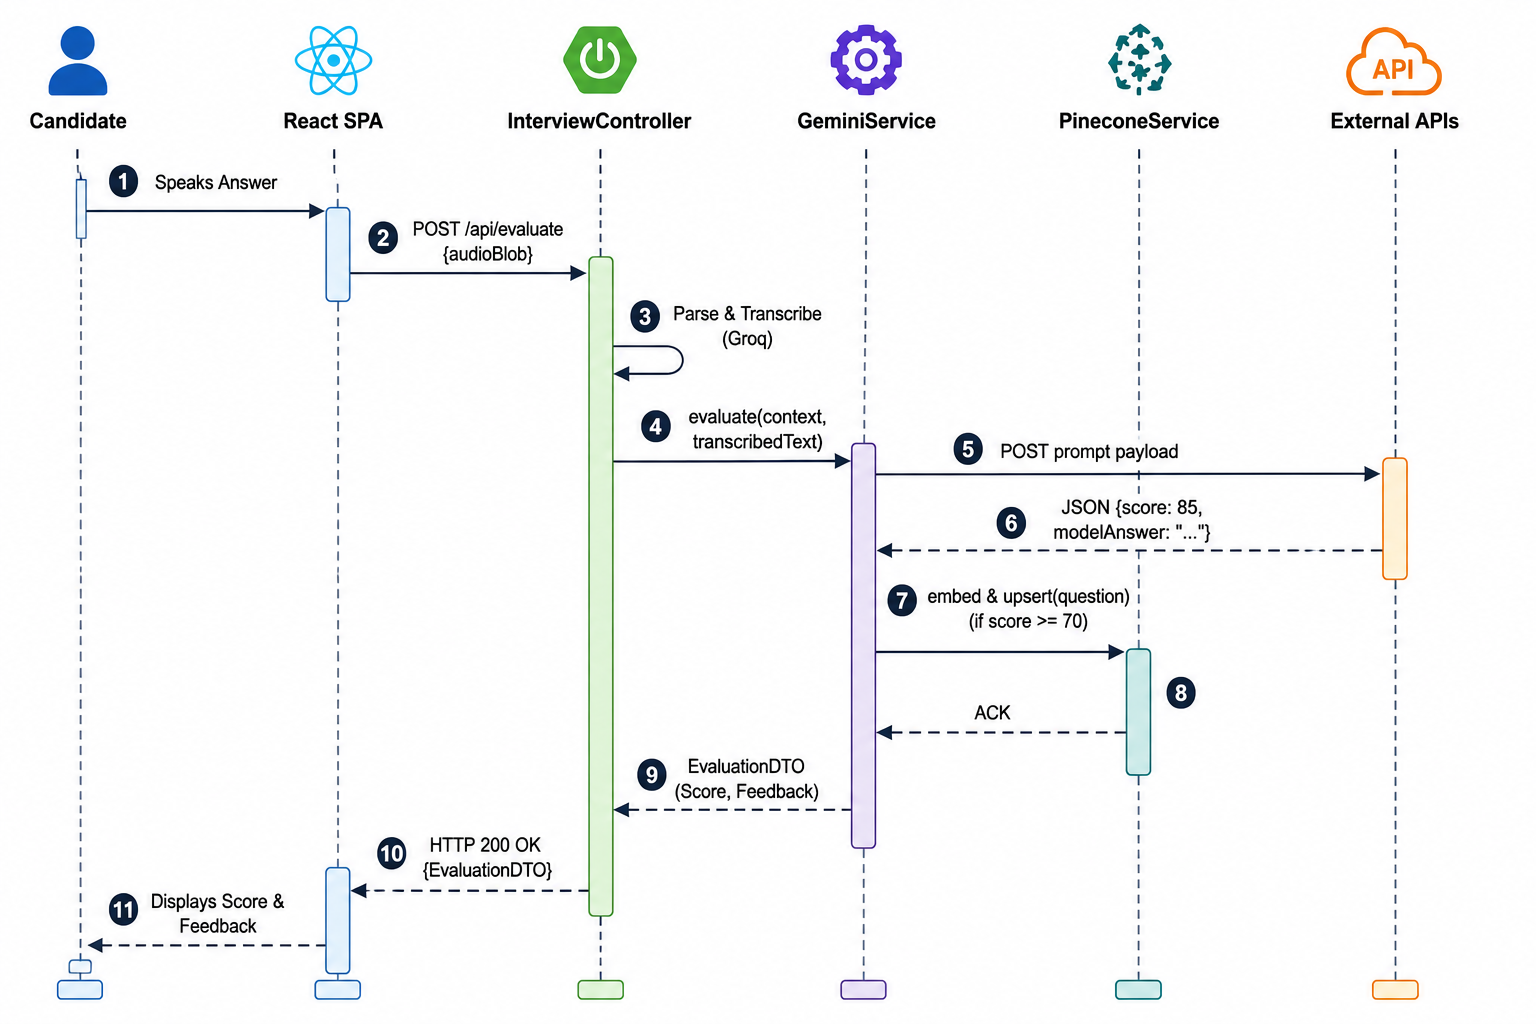 API
Candidate
React SPA
InterviewController
GeminiService
PineconeService
External APIs
1
Speaks Answer
2
POST /api/evaluate
{audioBlob}
3
Parse & Transcribe
(Groq)
4
evaluate(context,
transcribedText)
5
POST prompt payload
6
JSON {score: 85,
modelAnswer: "..."}
7
embed & upsert(question)
(if score >= 70)
8
ACK
9
EvaluationDTO
(Score, Feedback)
10
HTTP 200 OK
{EvaluationDTO}
11
Displays Score &
Feedback